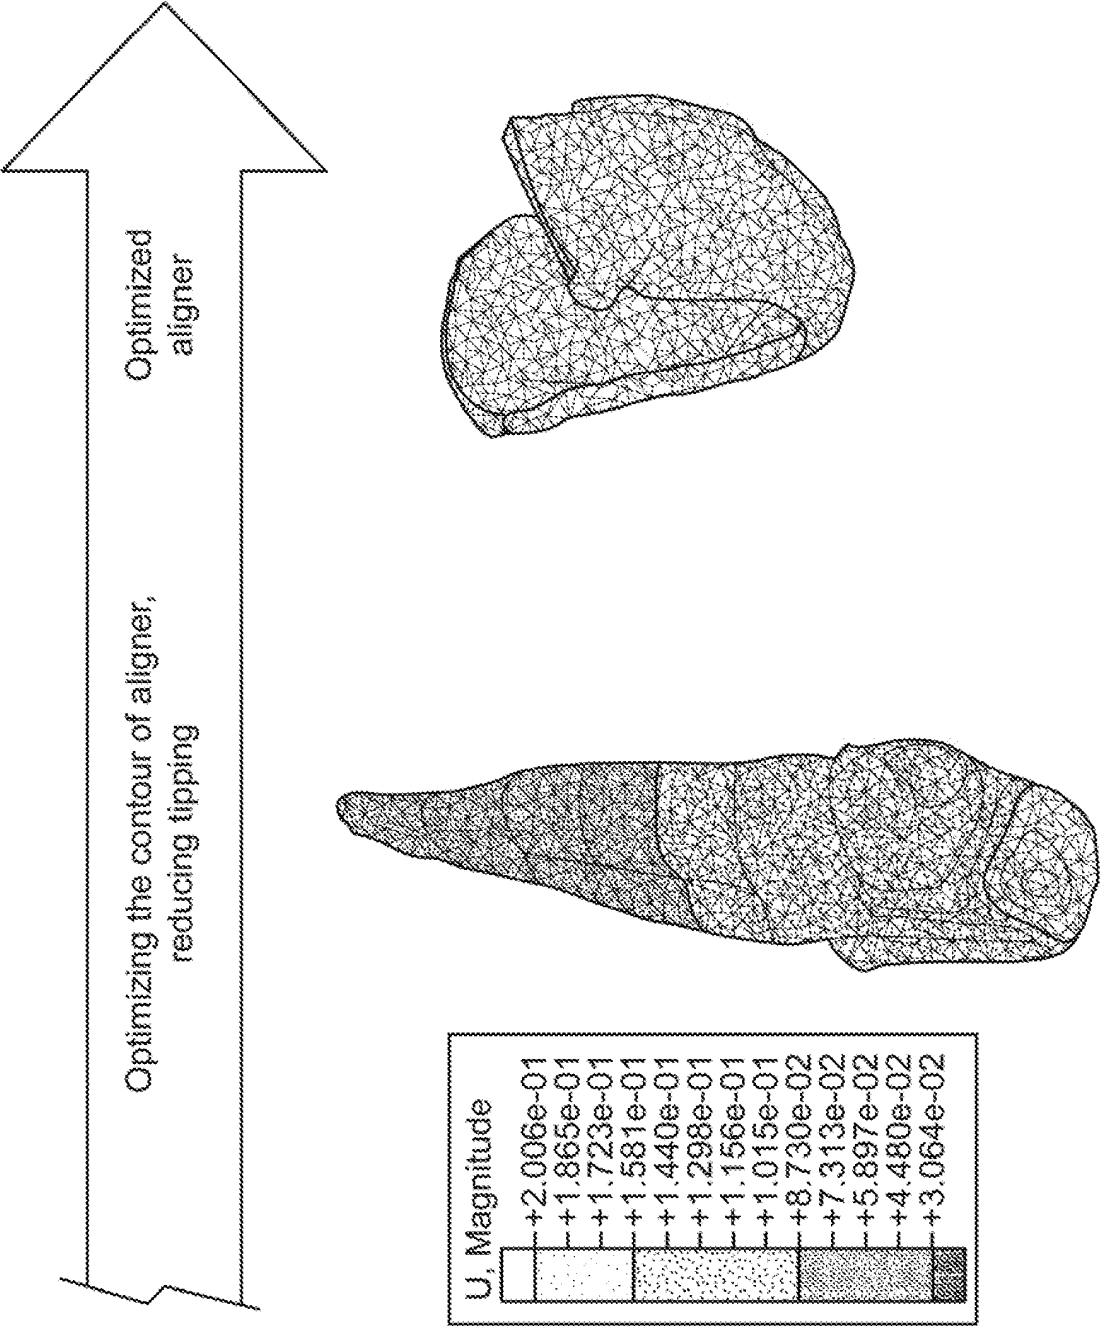 Optimizing the contour of aligner,
reducing tipping
Optimized
aligner
U, Magnitude
+2.006e-01
+1.865e-01
+1.723e-01
+1.581e-01
+1.440e-01
+1.298e-01
+1.156e-01
+1.015e-01
+8.730e-02
+7.313e-02
+5.897e-02
+4.480e-02
+3.064e-02